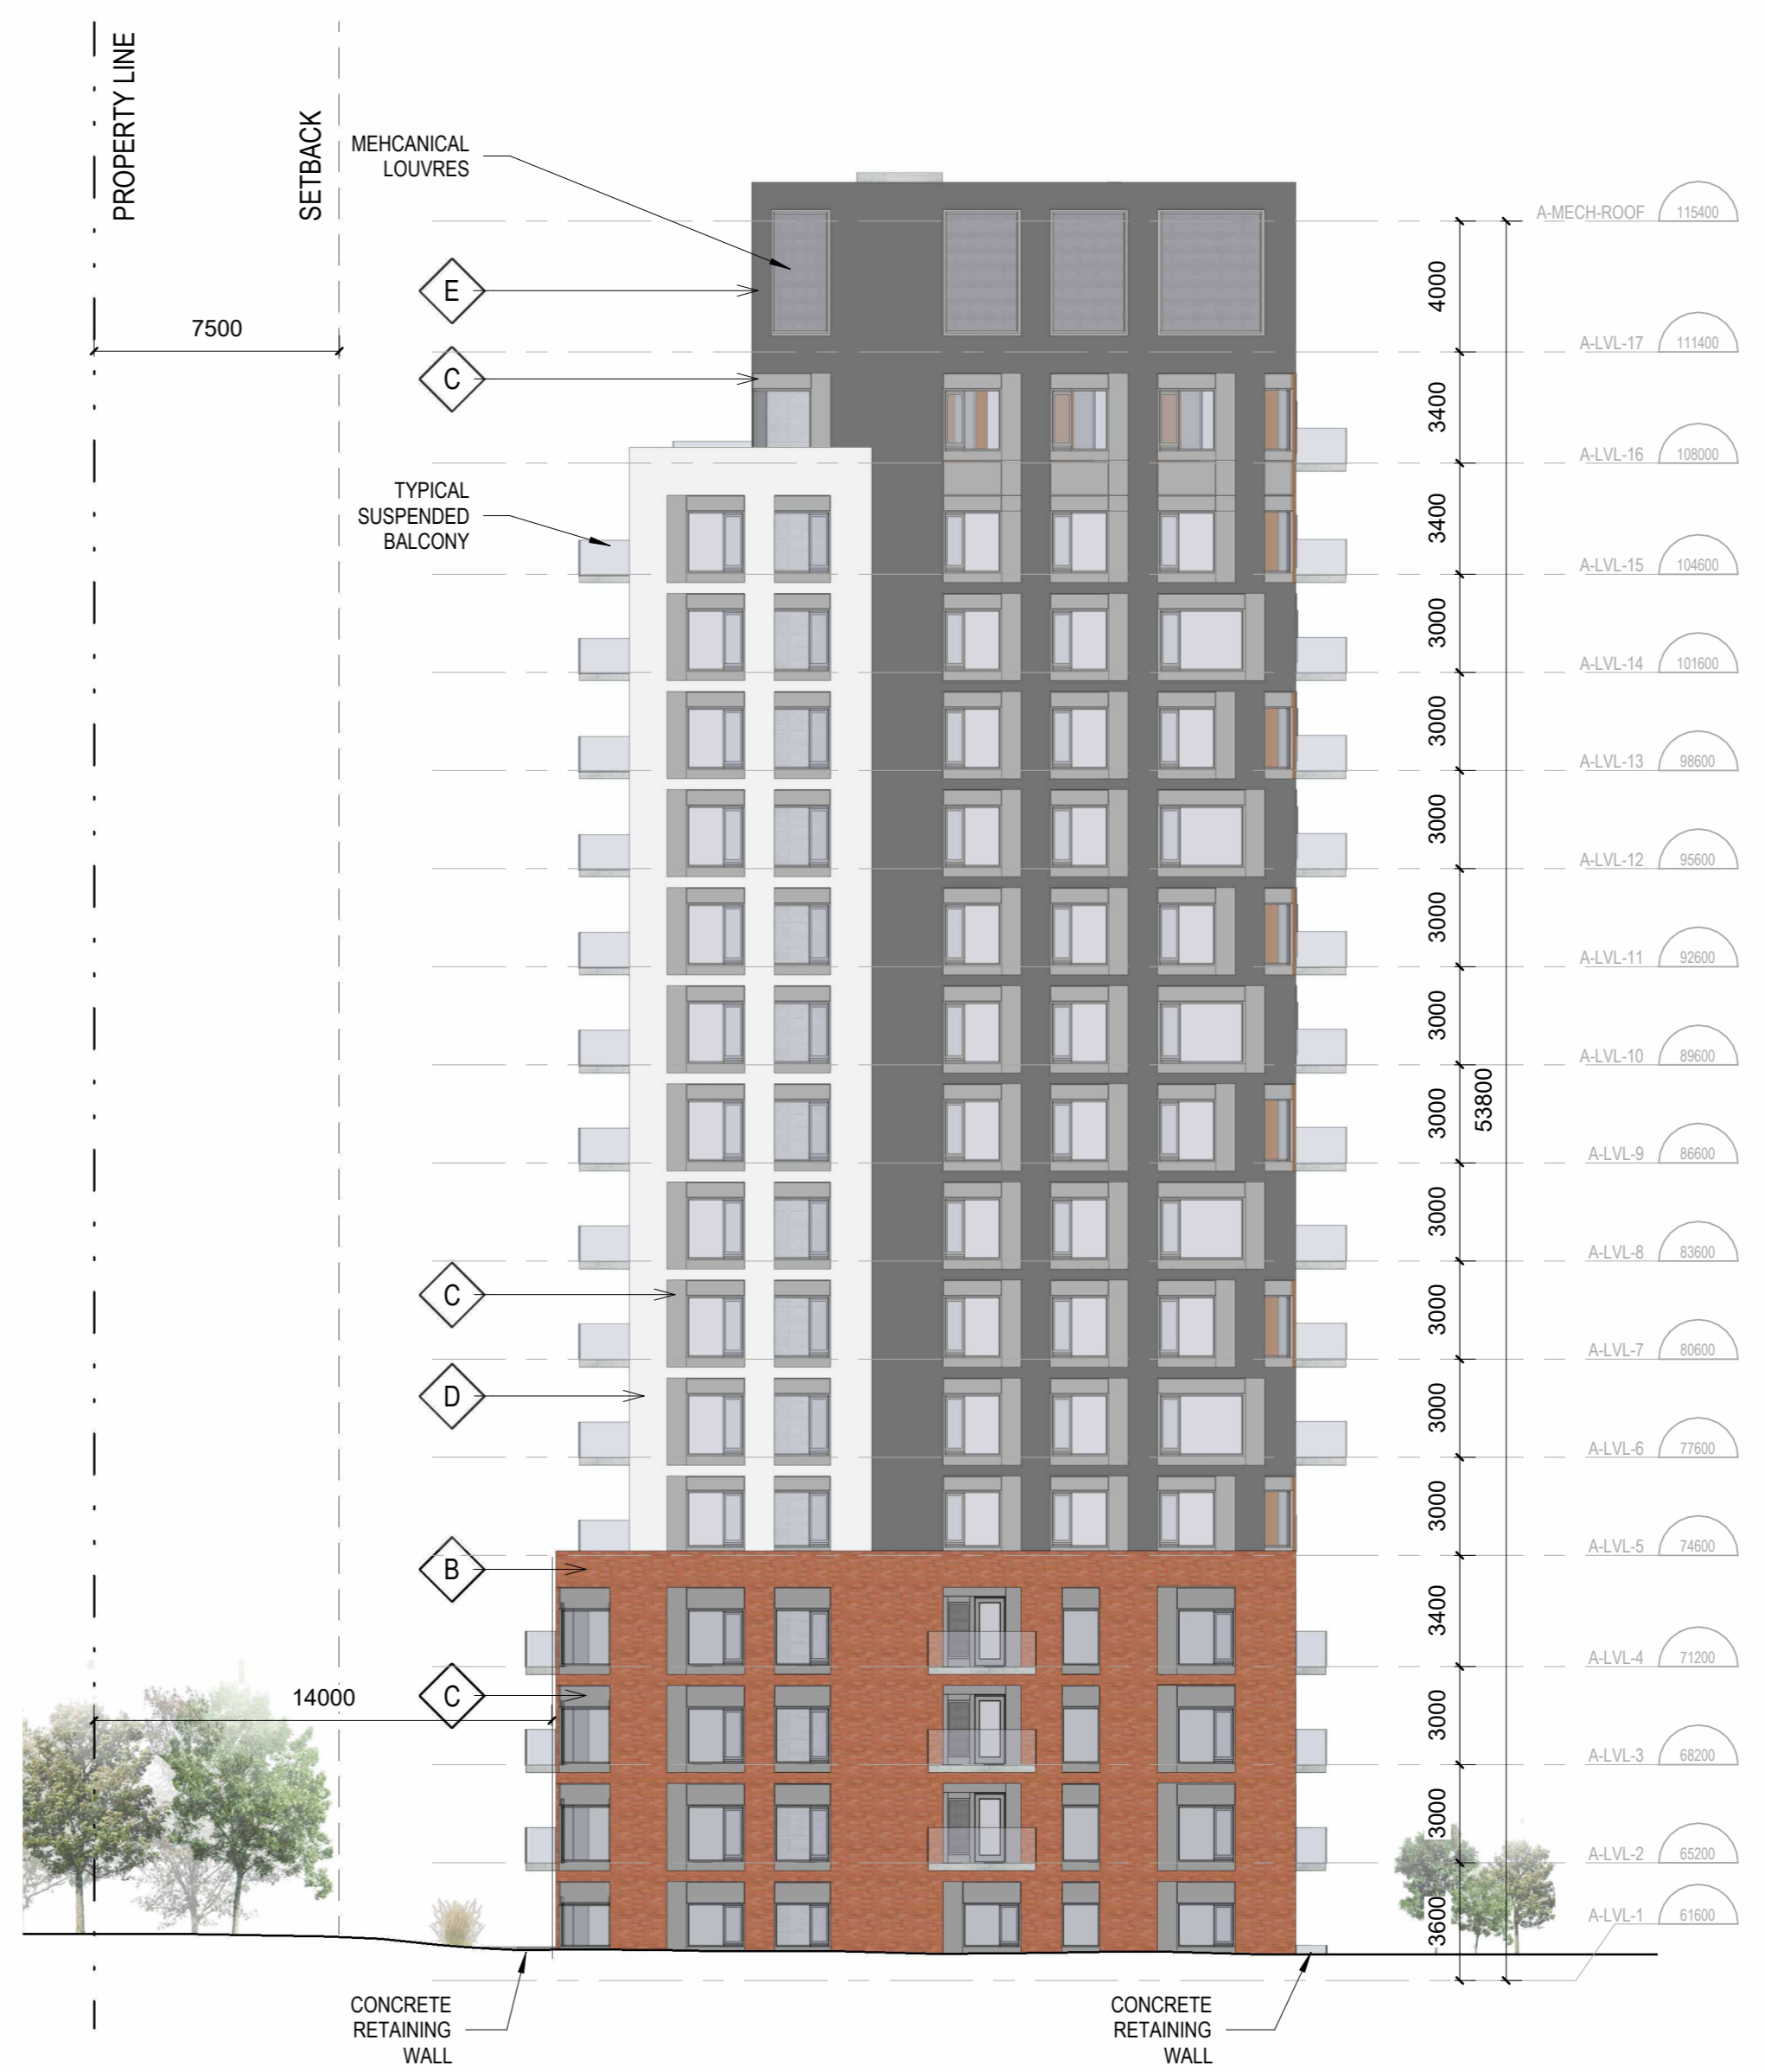 PROPERTY LINE
SETBACK
MEHCANICAL
LOUVRES
E
7500
C
TYPICAL
SUSPENDED
BALCONY
C
D
B
C
14000
CONCRETE
RETAINING
WALL
CONCRETE
RETAINING
WALL
4000
3400
3400
3000
3000
3000
3000
3000
3000
3000
3000
3000
3000
3400
3000
3000
3600
53800
A-MECH-ROOF 115400
A-LVL-17 111400
A-LVL-16 108000
A-LVL-15 104600
A-LVL-14 101600
A-LVL-13 98600
A-LVL-12 95600
A-LVL-11 92600
A-LVL-10 89600
A-LVL-9 86600
A-LVL-8 83600
A-LVL-7 80600
A-LVL-6 77600
A-LVL-5 74600
A-LVL-4 71200
A-LVL-3 68200
A-LVL-2 65200
A-LVL-1 61600